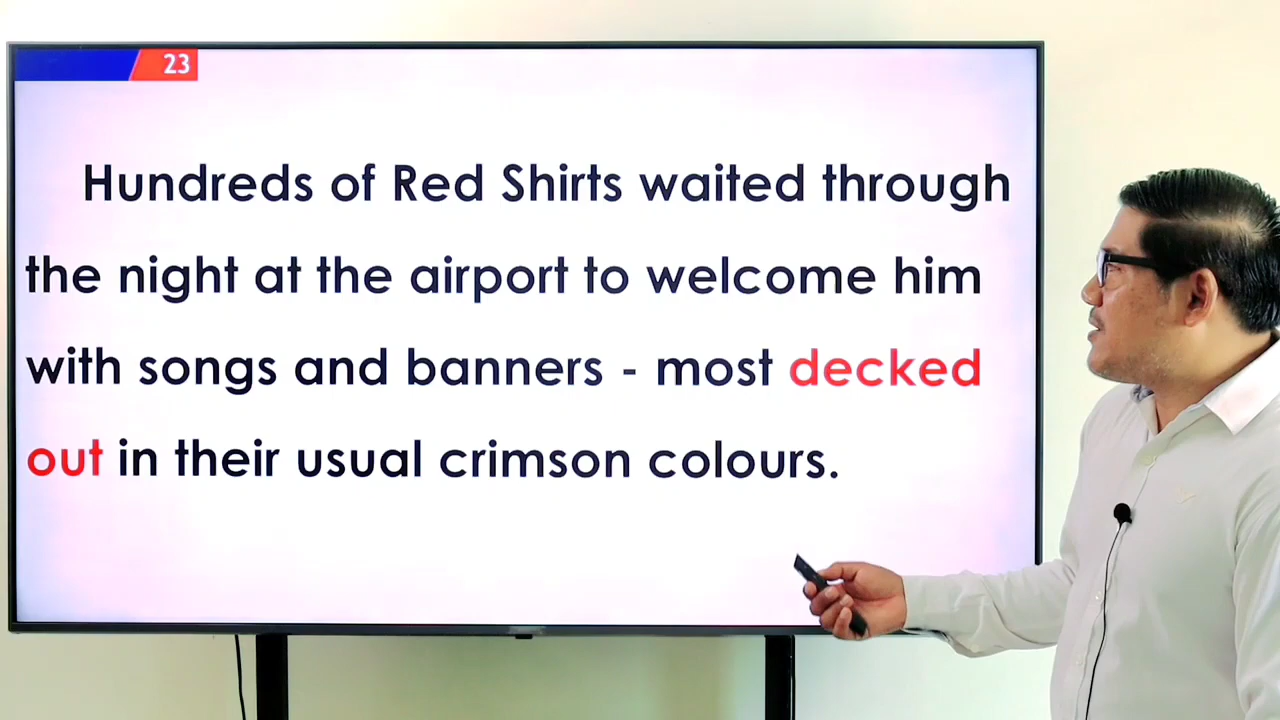 23
Hundreds of Red Shirts waited through
the night at the airport to welcome him
with songs and banners - most decked
out in their usual crimson colours.